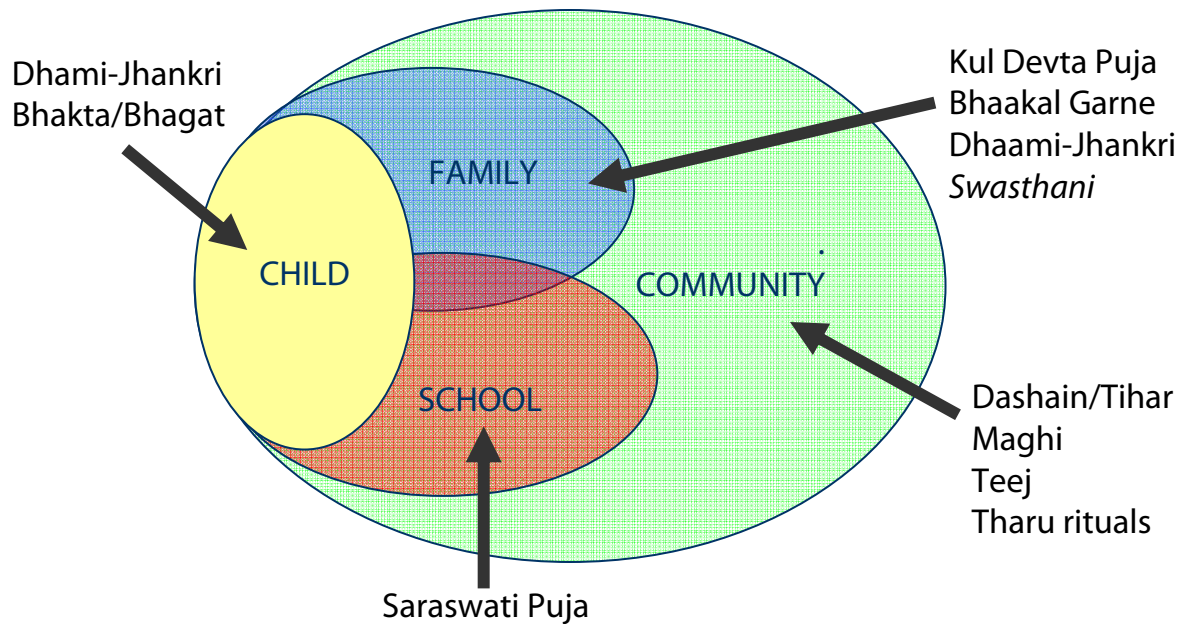 Dhami-Jhankri
Bhakta/Bhagat
Kul Devta Puja
Bhaakal Garne
Dhaami-Jhankri
Swasthani
FAMILY
CHILD
COMMUNITY
SCHOOL
Dashain/Tihar
Maghi
Teej
Tharu rituals
Saraswati Puja